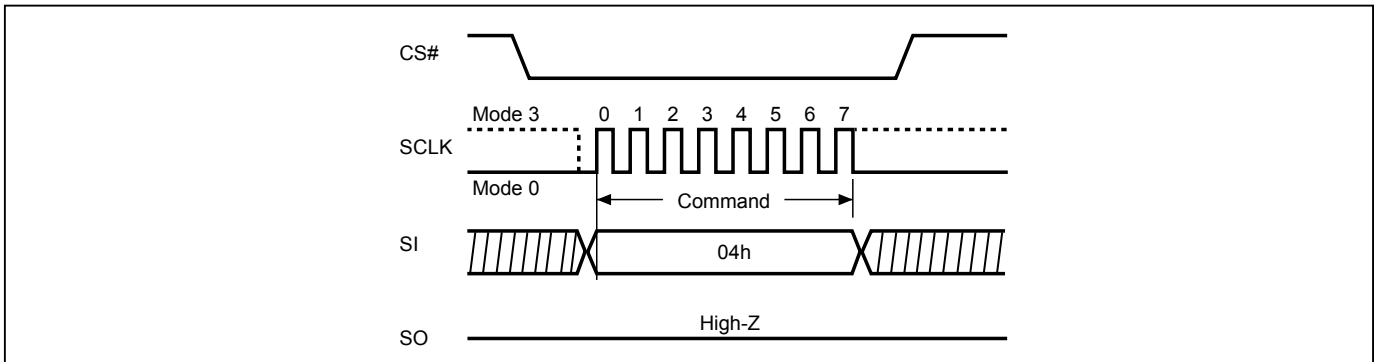 CS#
Mode 3
0 1 2 3 4 5 6 7
SCLK
Mode 0
Command
SI
04h
High-Z
SO